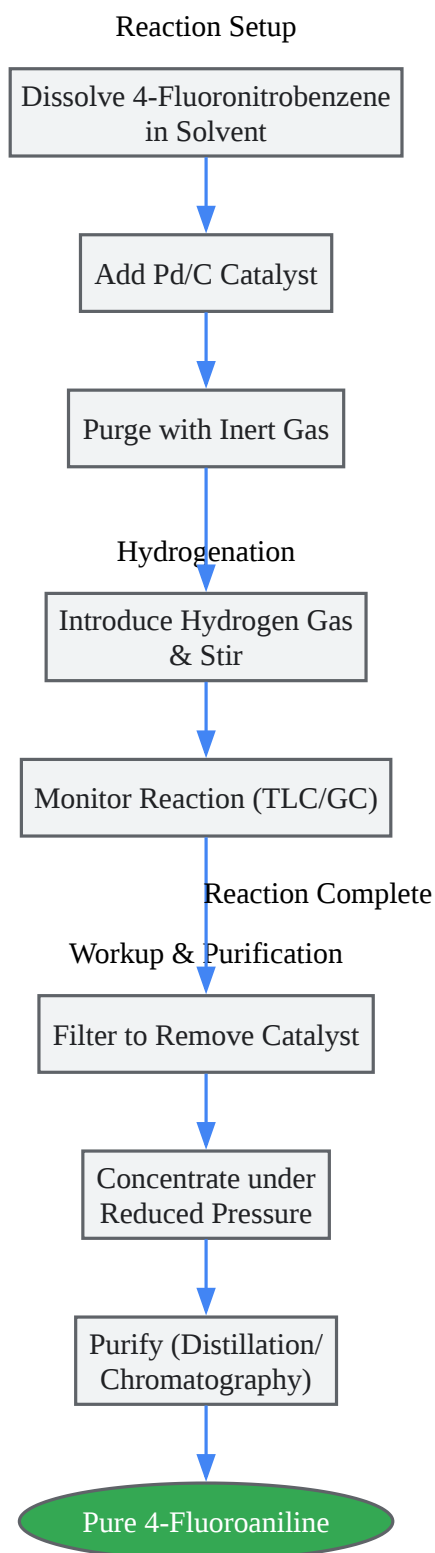 Reaction Setup
Dissolve 4-Fluoronitrobenzene
in Solvent
Add Pd/C Catalyst
Purge with Inert Gas
Hydrogenation
Introduce Hydrogen Gas
& Stir
Monitor Reaction (TLC/GC)
Reaction Complete
Workup & Purification
Filter to Remove Catalyst
Concentrate under
Reduced Pressure
Purify (Distillation/
Chromatography)
Pure 4-Fluoroaniline